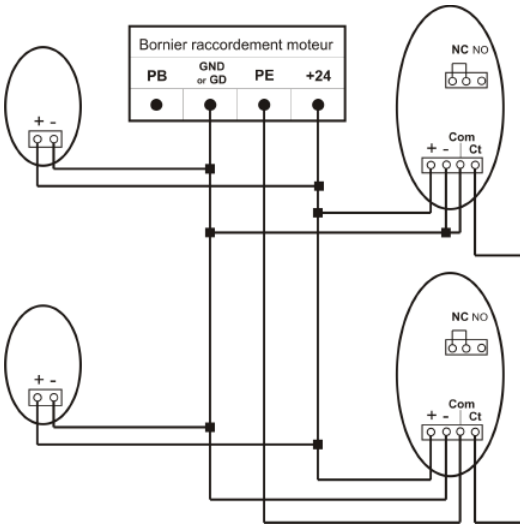 Bornier raccordement moteur
PB GND or GD PE +24
+ -
NC NO
Com
+ - Ct
+ -
NC NO
Com
+ - Ct